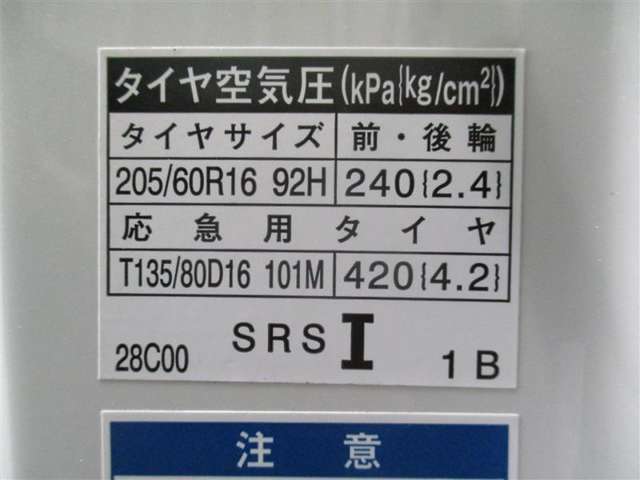 タイヤ空気圧(kPa{kg/cm²})
タイヤサイズ 前・後輪
205/60R16 92H 240{2.4}
応急用タイヤ
T135/80D16 101M 420{4.2}
28C00 SRS I 1B
注意